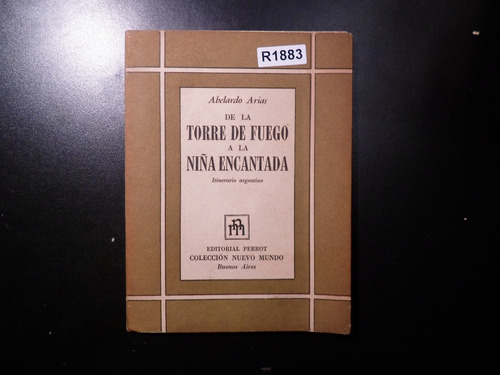 R1883
Abelardo Arias
DE LA
TORRE DE FUEGO
A LA
NIÑA ENCANTADA
Itinerario argentino
nm
EDITORIAL PERROT
COLECCIÓN NUEVO MUNDO
Buenos Aires